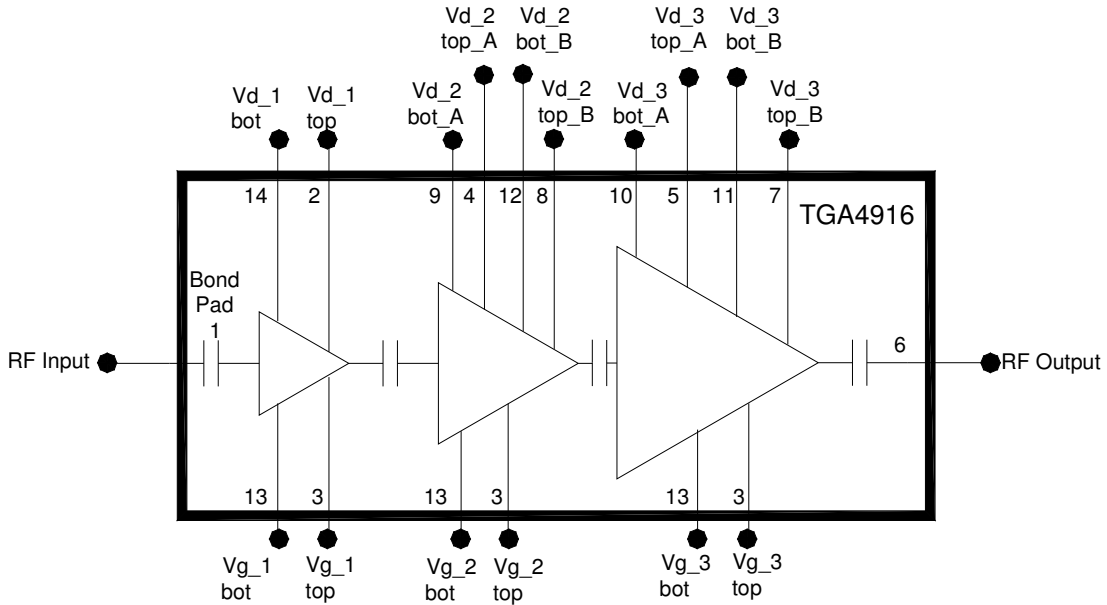 Vd_2
top_A
Vd_2
bot_B
Vd_3
top_A
Vd_3
bot_B
Vd_1
bot
Vd_1
top
Vd_2
bot_A
Vd_2
top_B
Vd_3
bot_A
Vd_3
top_B
14
2
9
4
12
8
10
5
11
7
TGA4916
Bond
Pad
1
RF Input
6
RF Output
13
3
13
3
13
3
Vg_1
bot
Vg_1
top
Vg_2
bot
Vg_2
top
Vg_3
bot
Vg_3
top